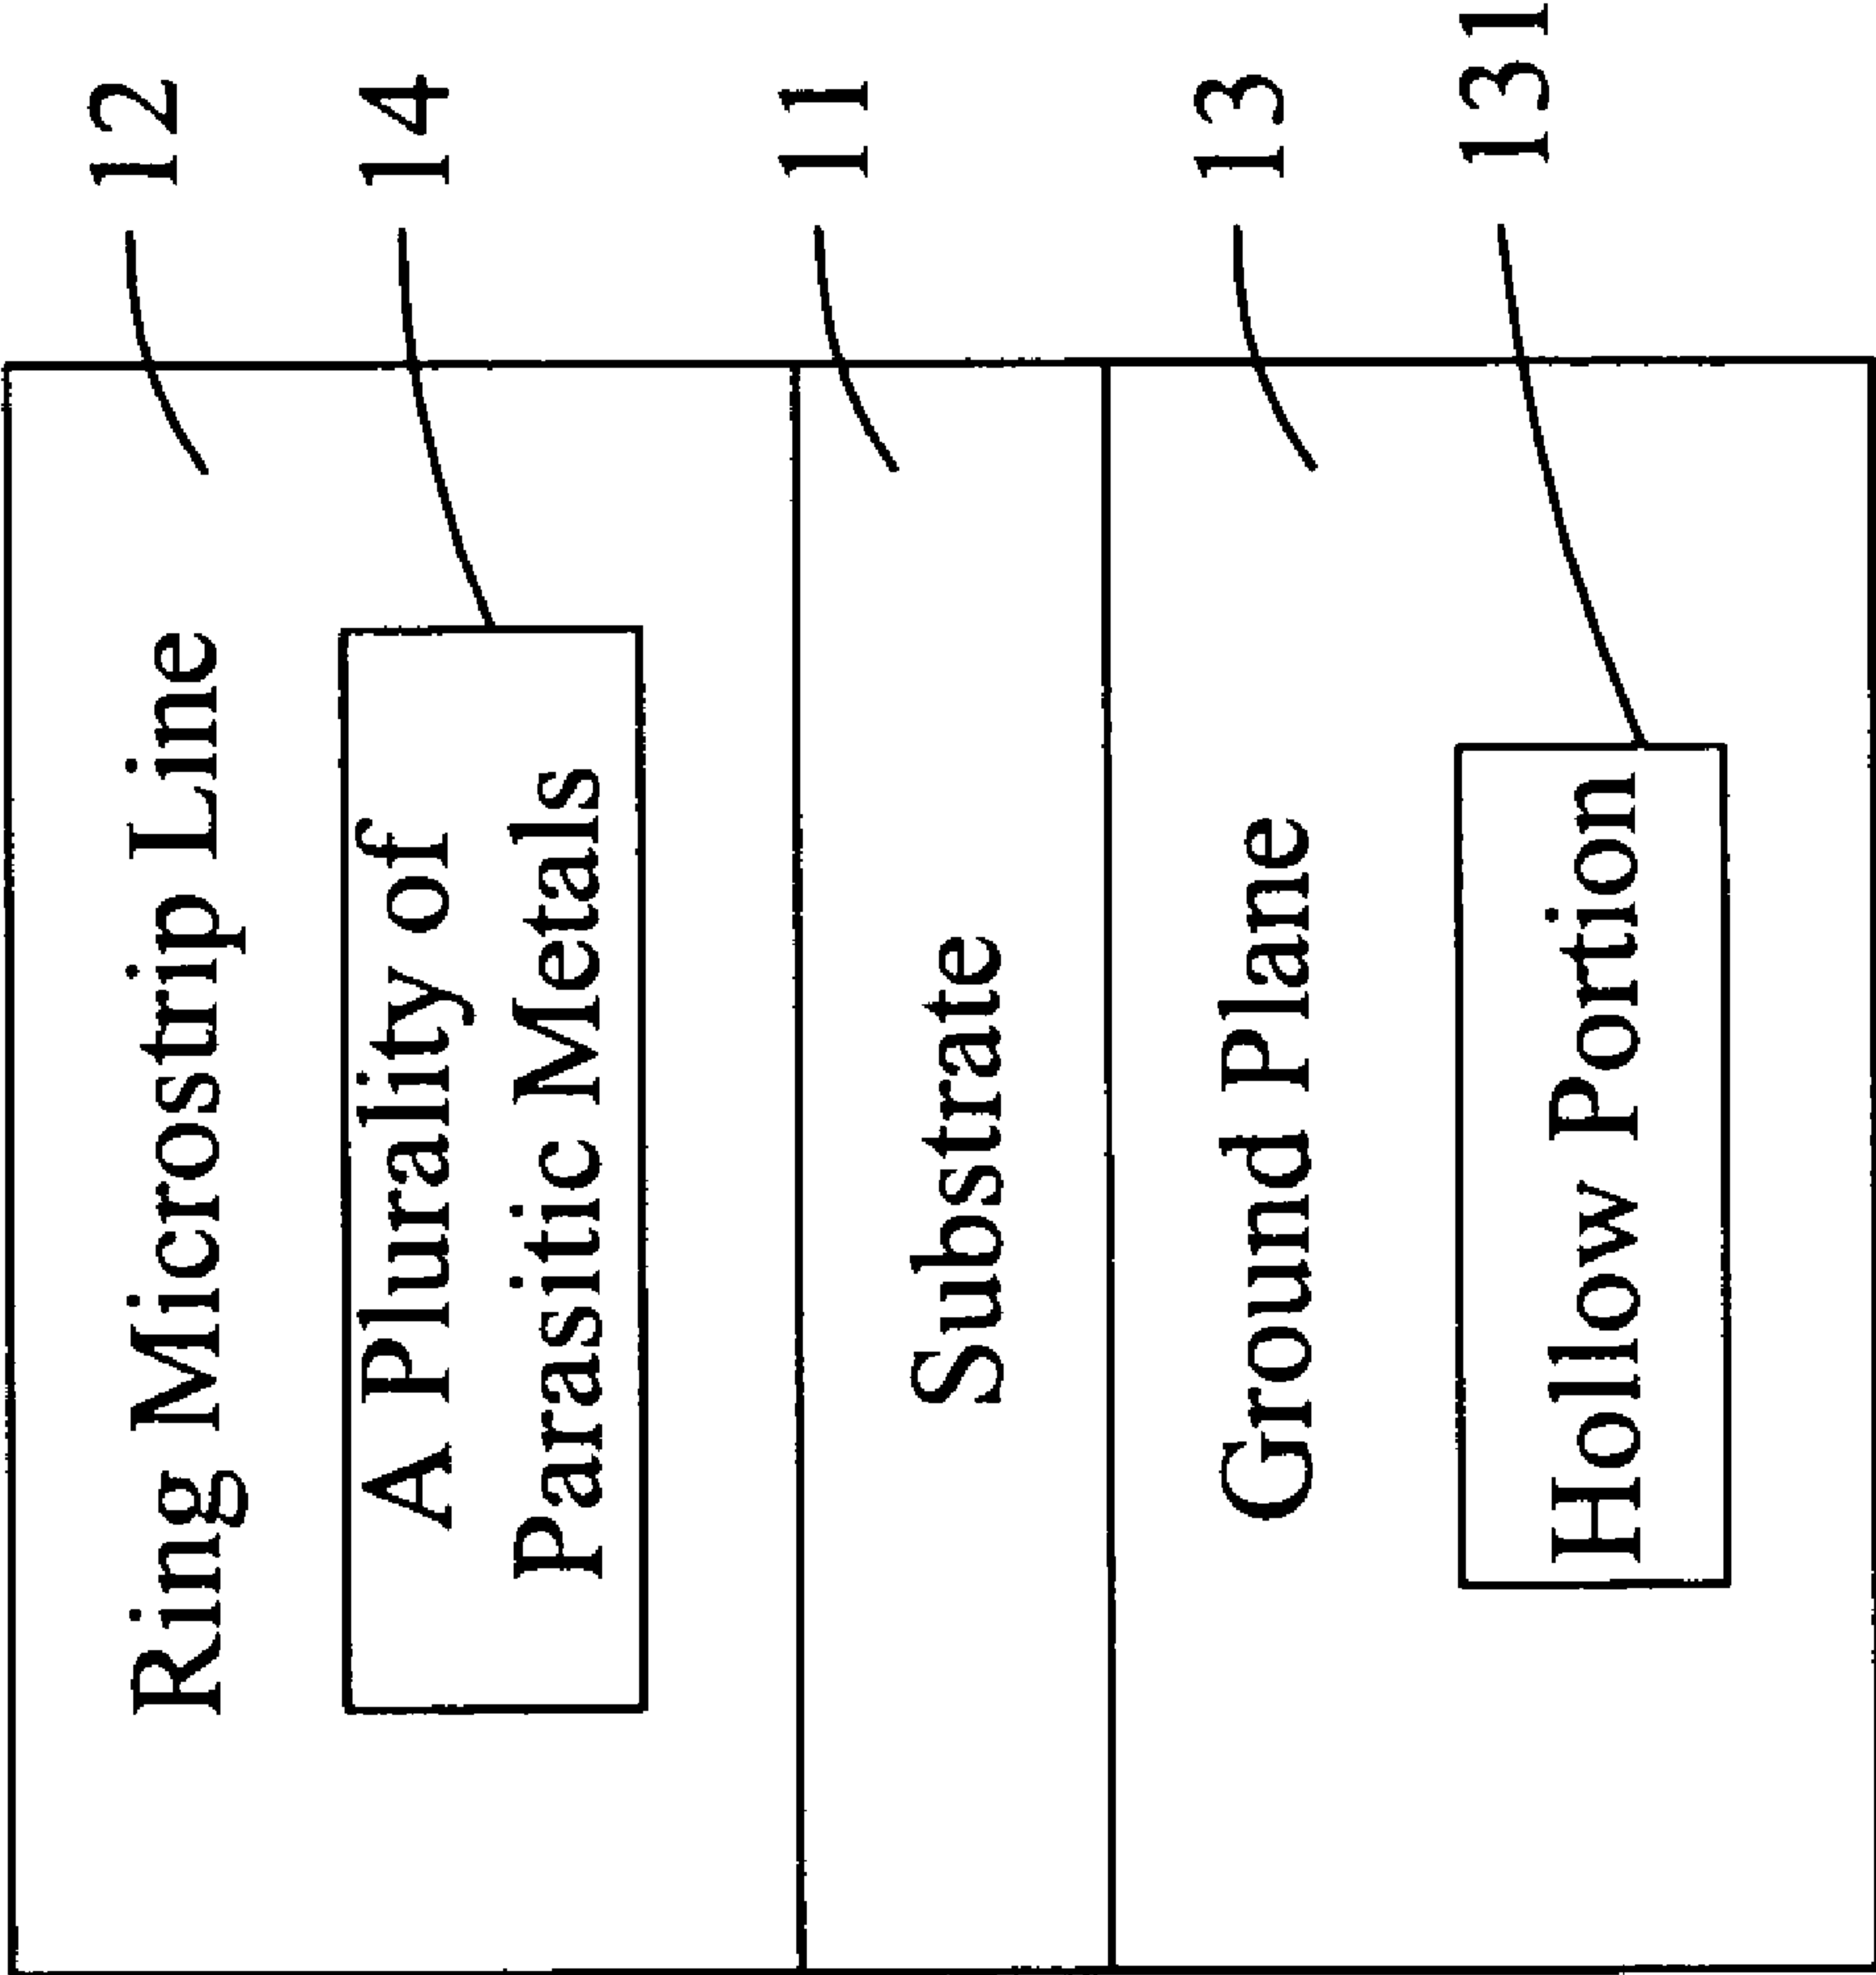 Ring Microstrip Line
12
A Plurality of
Parasitic Metals
14
Substrate
11
Ground Plane
13
Hollow Portion
131